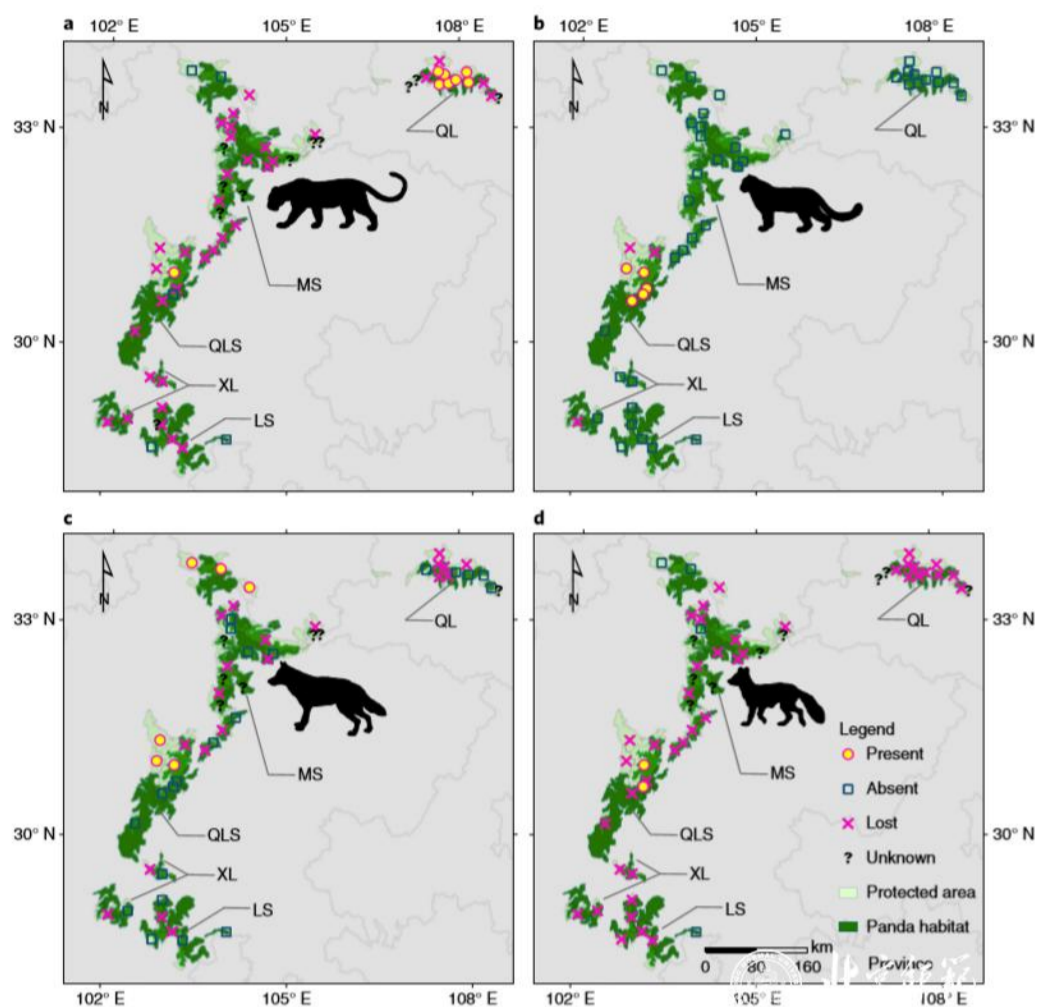 a
102° E 105° E 108° E
N
33° N
QL
MS
QLS
30° N
XL
LS
b
102° E 105° E 108° E
N
33° N
QL
MS
QLS
30° N
XL
LS
c
N
33° N
QL
MS
QLS
30° N
XL
LS
102° E 105° E 108° E
d
N
33° N
QL
MS
QLS
30° N
XL
LS
Legend
Present
Absent
Lost
? Unknown
Protected area
Panda habitat
Province
km
0 80 160
102° E 105° E 108° E